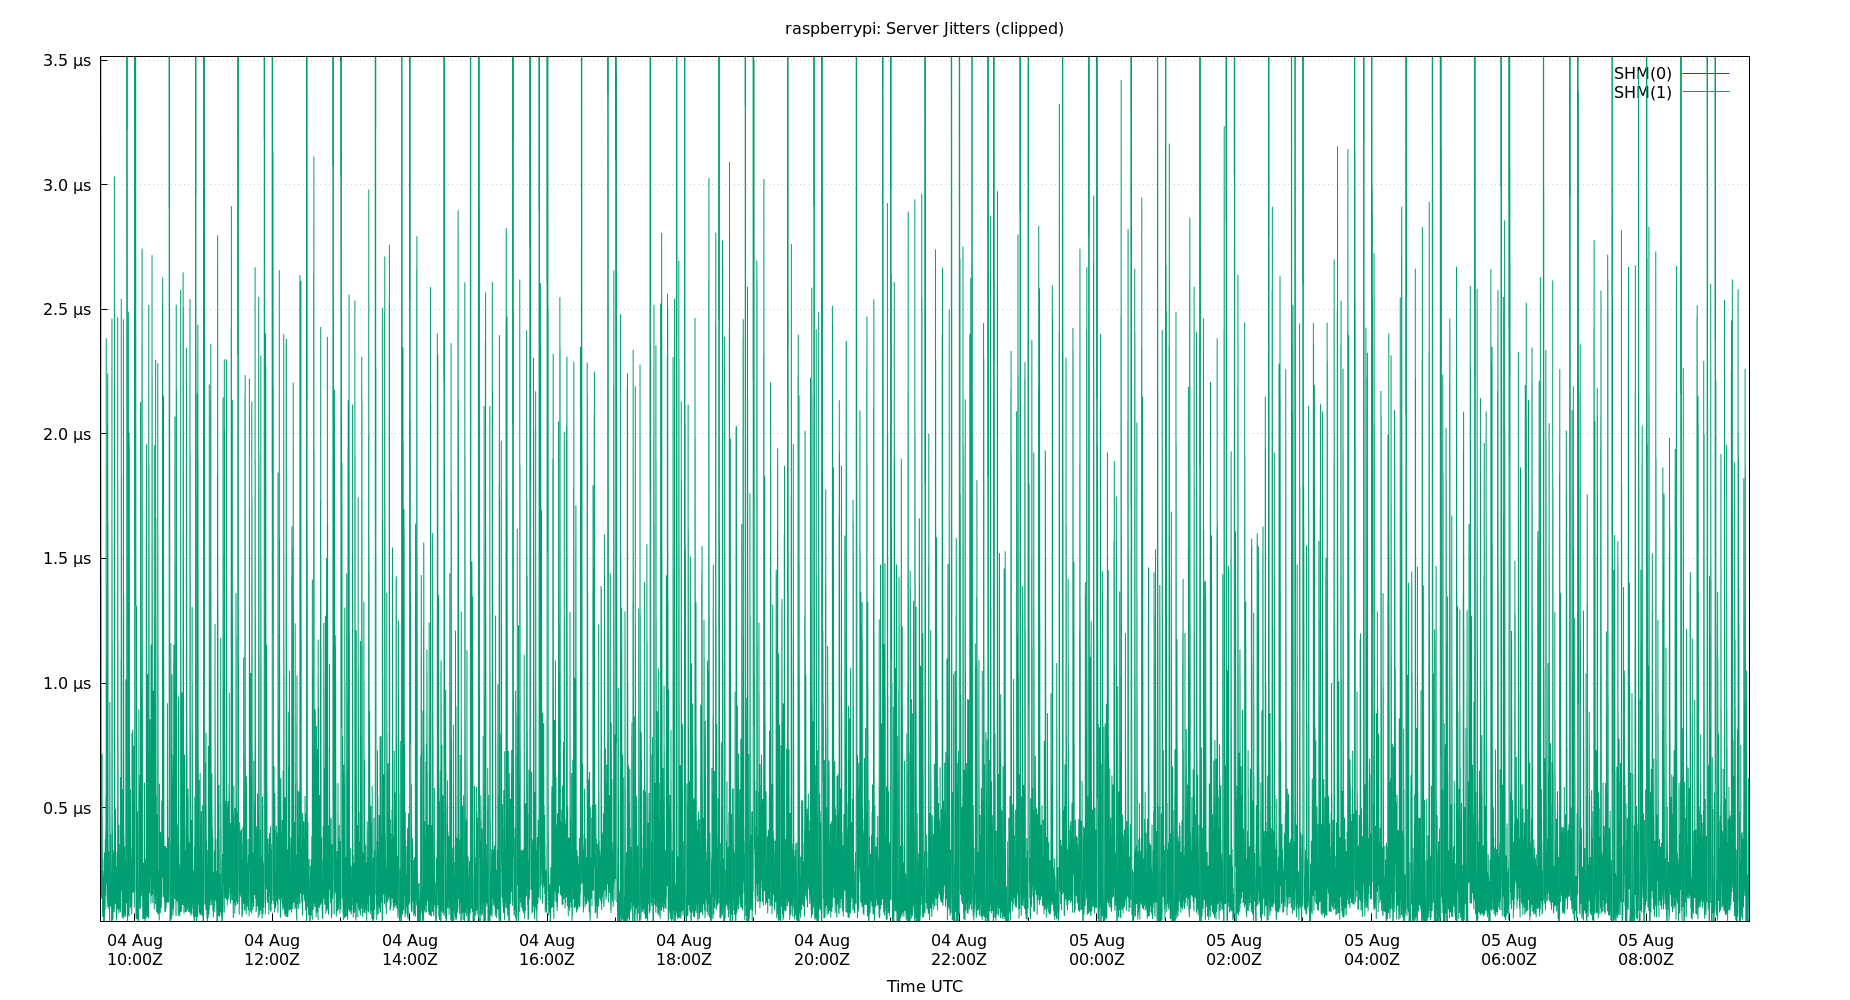 raspberrypi: Server Jitters (clipped)
3.5 μs
3.0 μs
2.5 μs
2.0 μs
1.5 μs
1.0 μs
0.5 μs
SHM(0)
SHM(1)
04 Aug 04 Aug 04 Aug 04 Aug 04 Aug 04 Aug 04 Aug 05 Aug 05 Aug 05 Aug 05 Aug 05 Aug
10:00Z 12:00Z 14:00Z 16:00Z 18:00Z 20:00Z 22:00Z 00:00Z 02:00Z 04:00Z 06:00Z 08:00Z
Time UTC